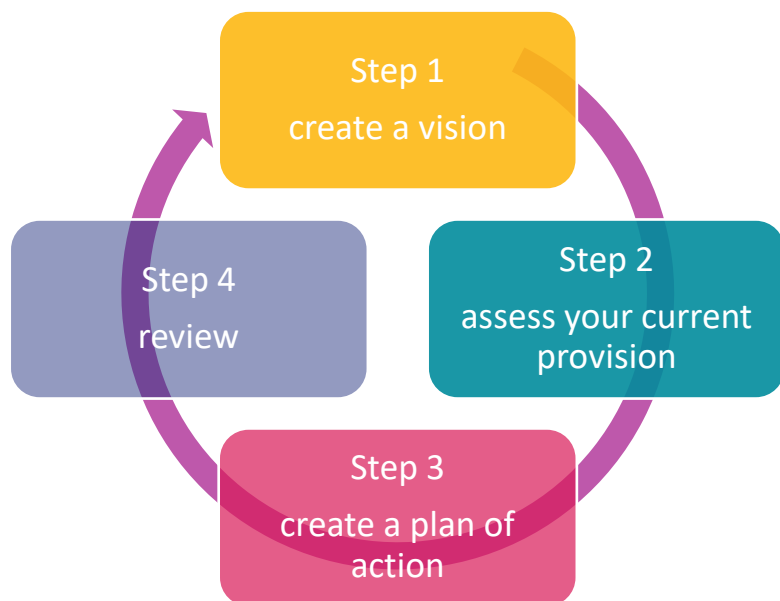 Step 1
create a vision
Step 2
assess your current
provision
Step 3
create a plan of
action
Step 4
review